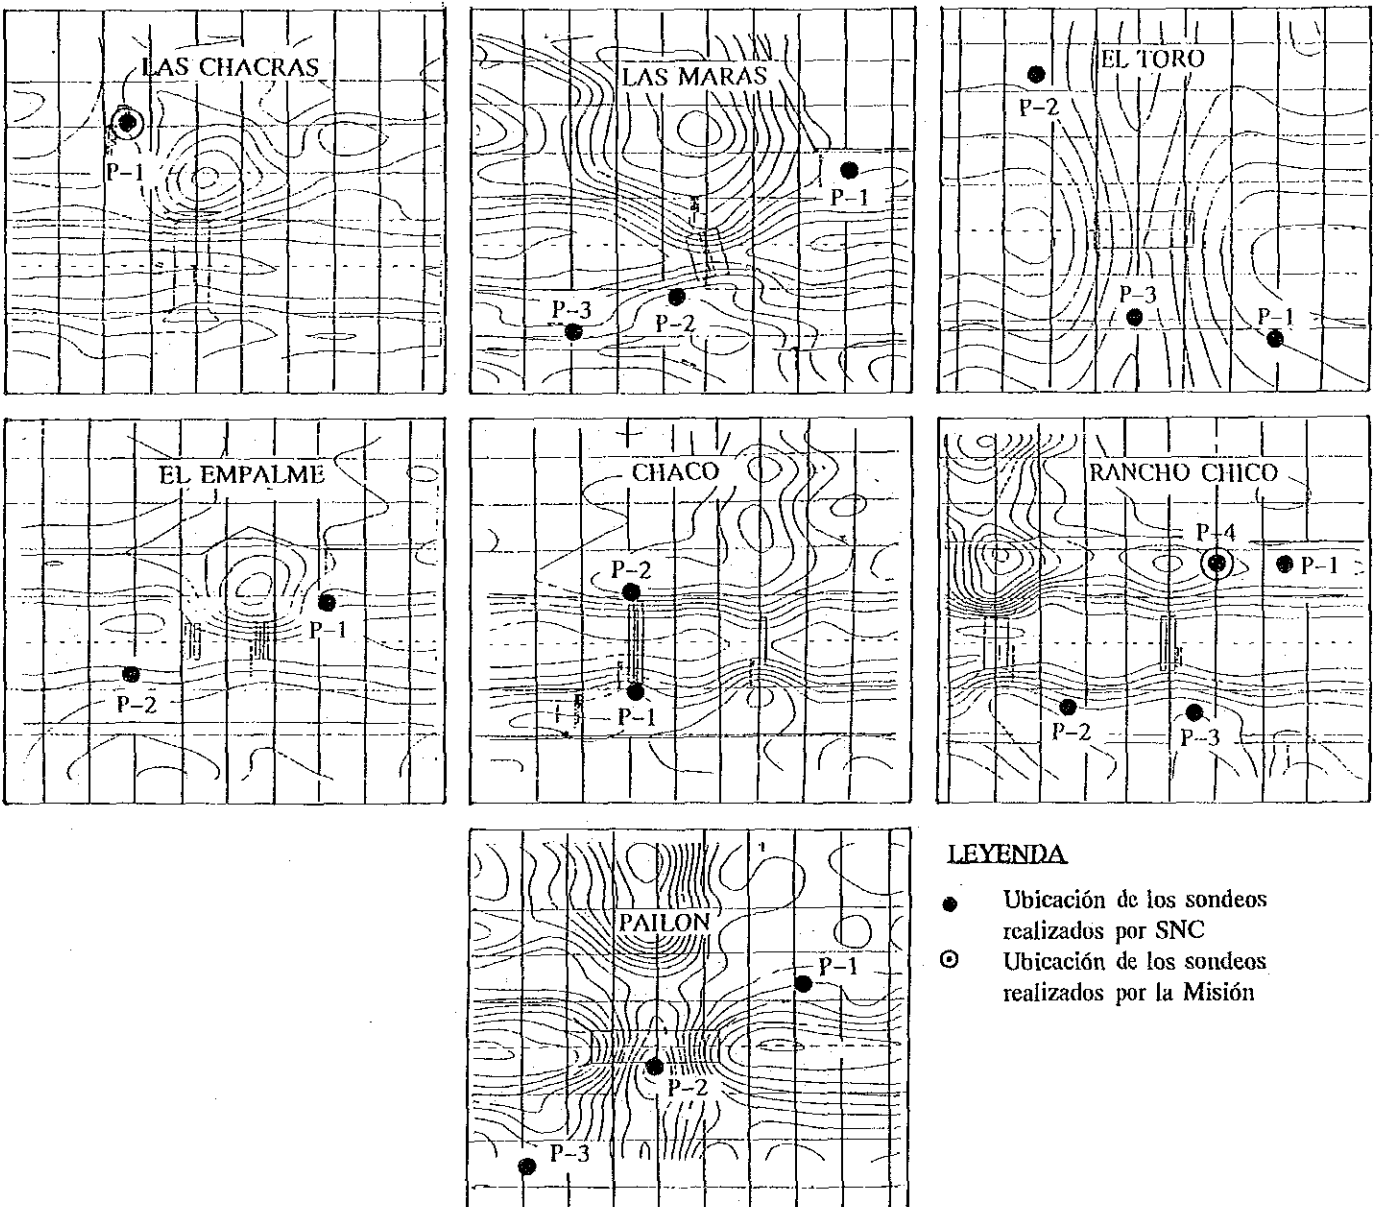 LAS CHACRAS
P-1
LAS MARAS
P-1
P-3
P-2
EL TORO
P-2
P-3
P-1
EL EMPALME
P-1
P-2
CHACO
P-2
P-1
RANCHO CHICO
P-4
P-1
P-2
P-3
PAILON
P-1
P-2
P-3
LEYENDA
Ubicación de los sondeos
realizados por SNC
Ubicación de los sondeos
realizados por la Misión